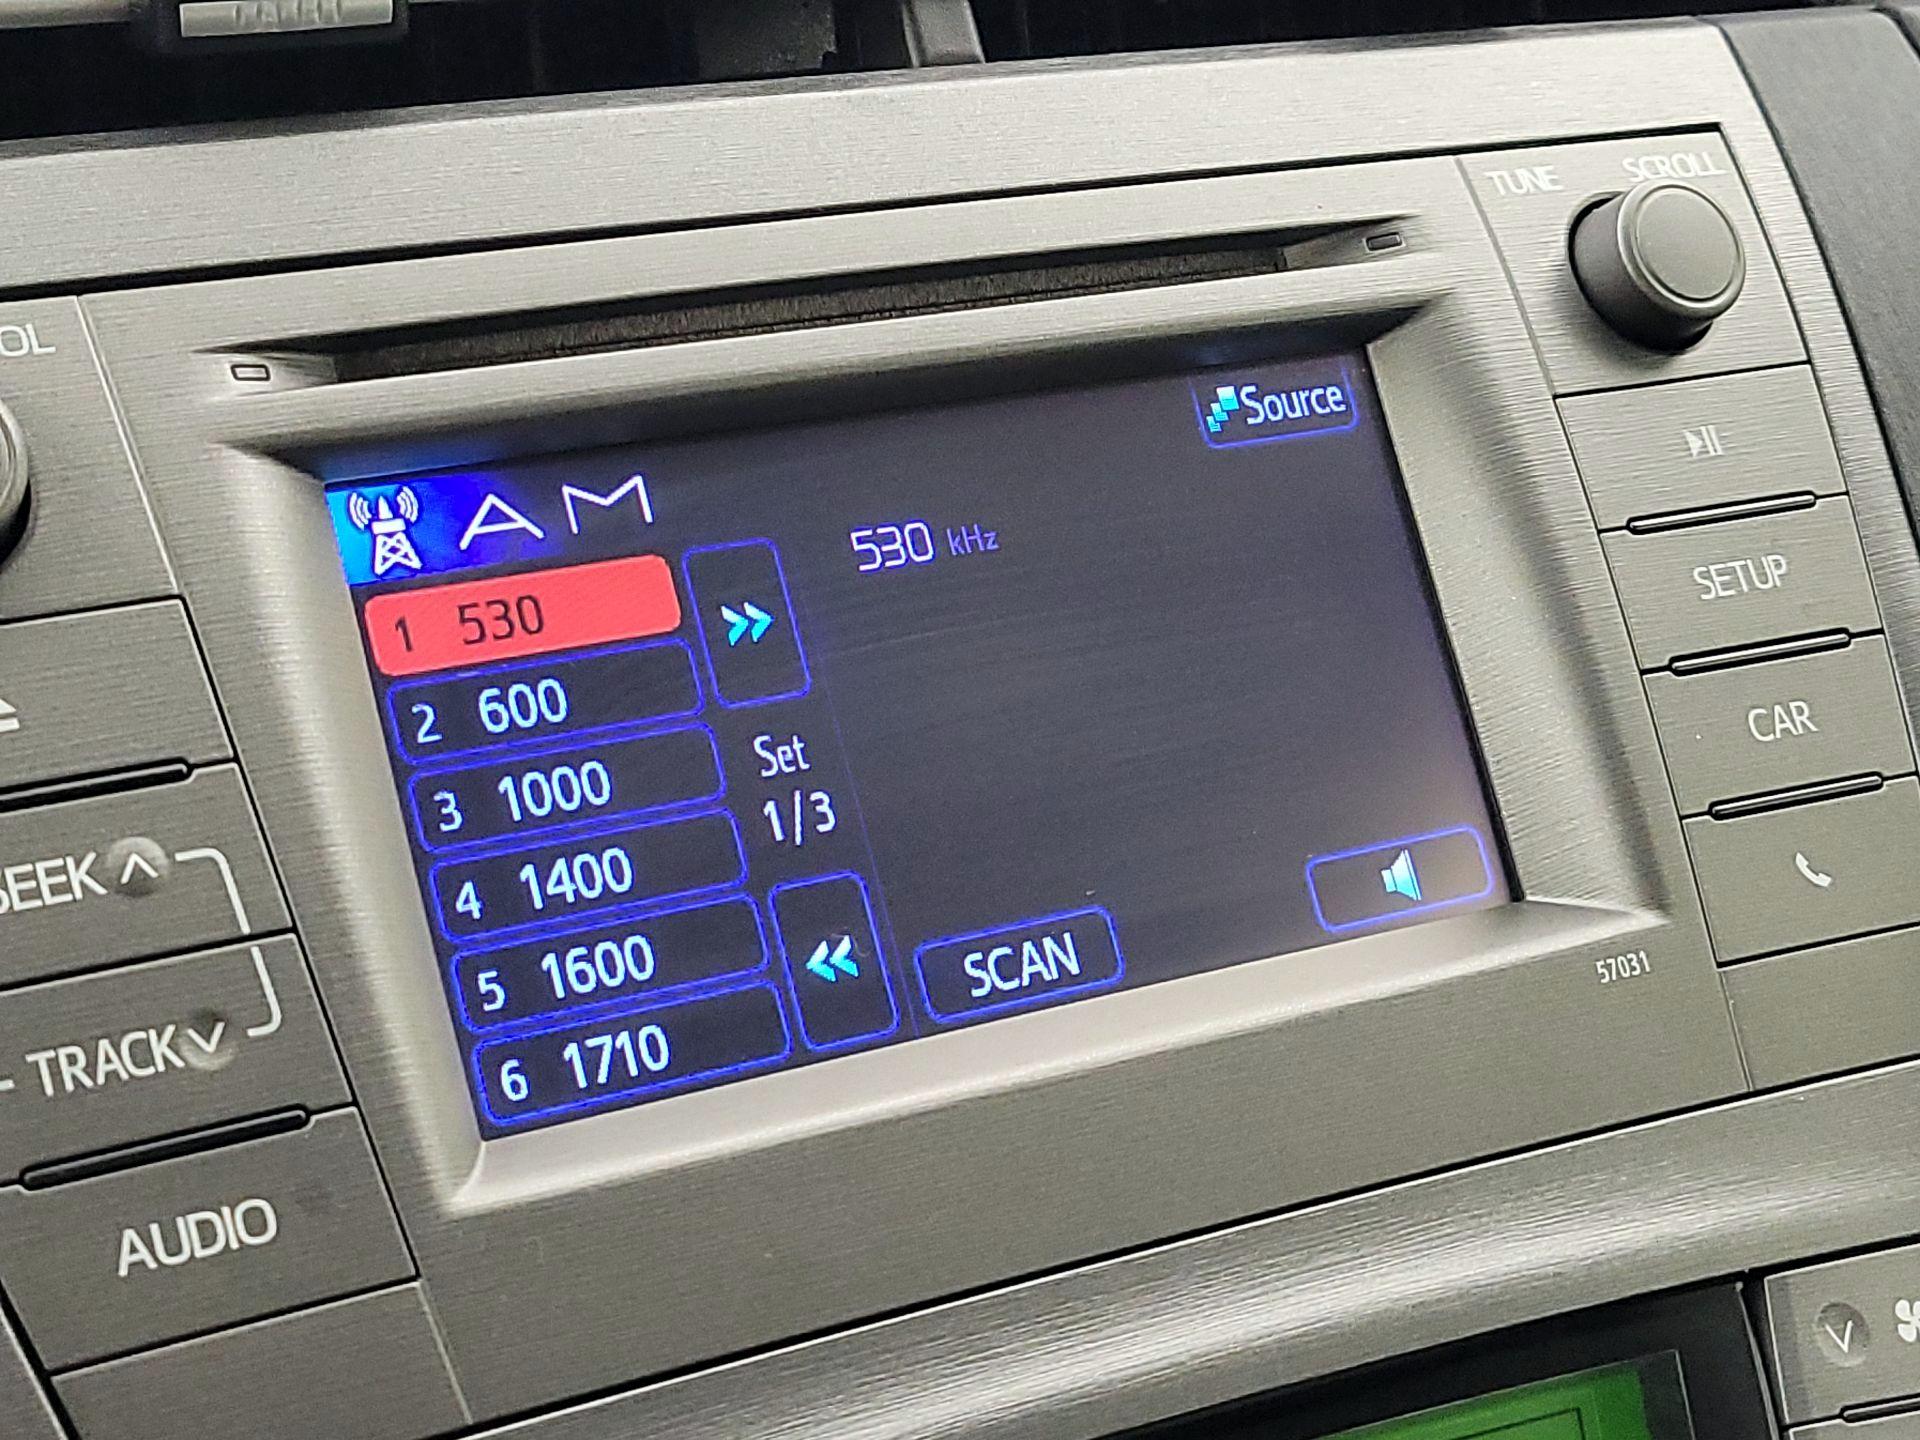 TUNE SCROLL
OL
Source
AM
530 kHz
1 530
2 600
3 1000
4 1400
5 1600
6 1710
Set
1/3
SCAN
SETUP
CAR
57031
SEEK
TRACK
AUDIO